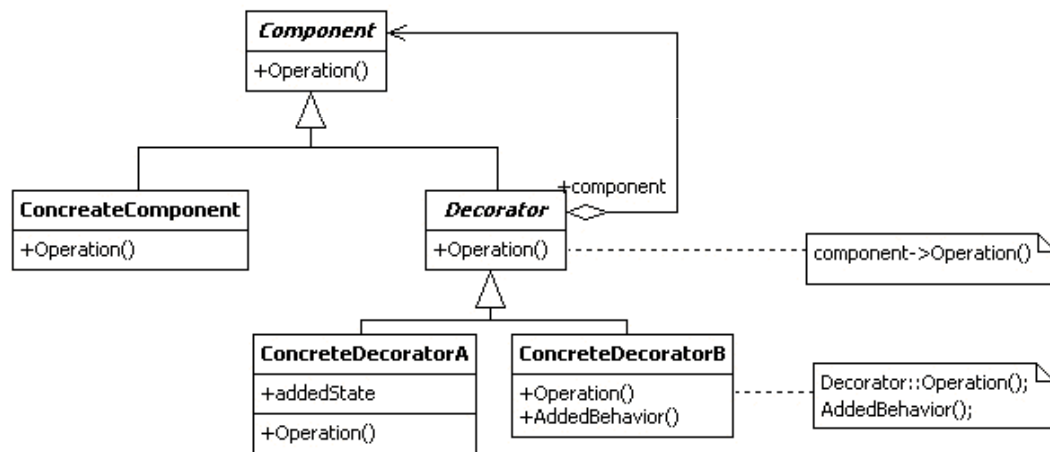 Component
+Operation()
+component
ConcreateComponent
+Operation()
Decorator
+Operation()
component->Operation()
ConcreteDecoratorA
+addedState
+Operation()
ConcreteDecoratorB
+Operation()
+AddedBehavior()
Decorator::Operation();
AddedBehavior();